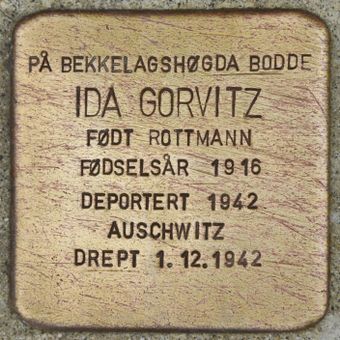 PÅ BEKKELAGSHØGDA BODDE
IDA GORVITZ
FØDT ROTTMANN
FØDSELSÅR 1916
DEPORTERT 1942
AUSCHWITZ
DREPT 1.12.1942